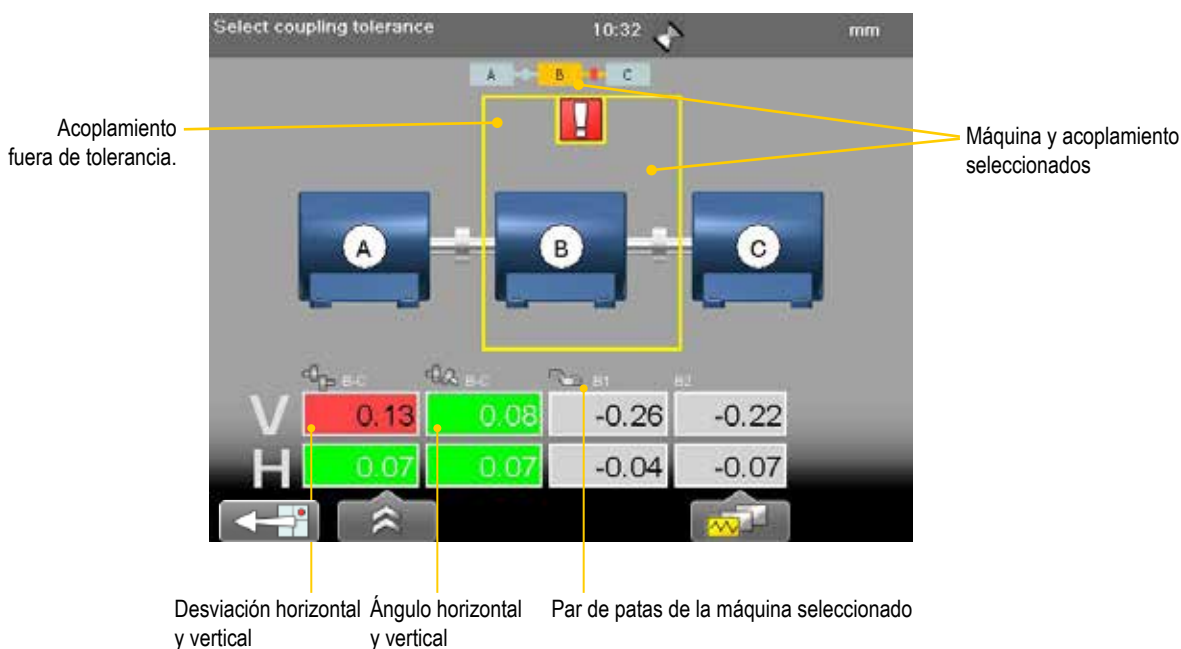 Select coupling tolerance 10:32 mm
A B C
Acoplamiento
fuera de tolerancia.
Máquina y acoplamiento
seleccionados
!
A B C
B-C B-C B1 B2
V 0.13 0.08 -0.26 -0.22
H 0.07 0.07 -0.04 -0.07
Desviación horizontal
y vertical
Ángulo horizontal
y vertical
Par de patas de la máquina seleccionado